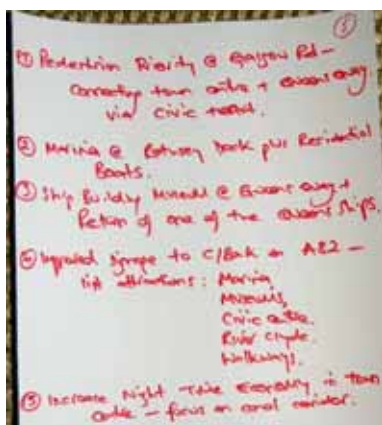 5
① Pedestrian Priority @ Glasgow Rd –
connecting town centre + Queens Quay
via Civic
② Marina @ Rothesay Dock plus Residential
Boats.
③ Ship Building Museum @ Queens Quay +
Return of one of the Queens Ships.
④ Improved signage to C/Bank on A82 –
list attractions: Marina,
Museums,
Civic centre.
River Clyde.
Walkways.
⑤ Increase Night-Time Economy in town
centre – focus on canal corridor.